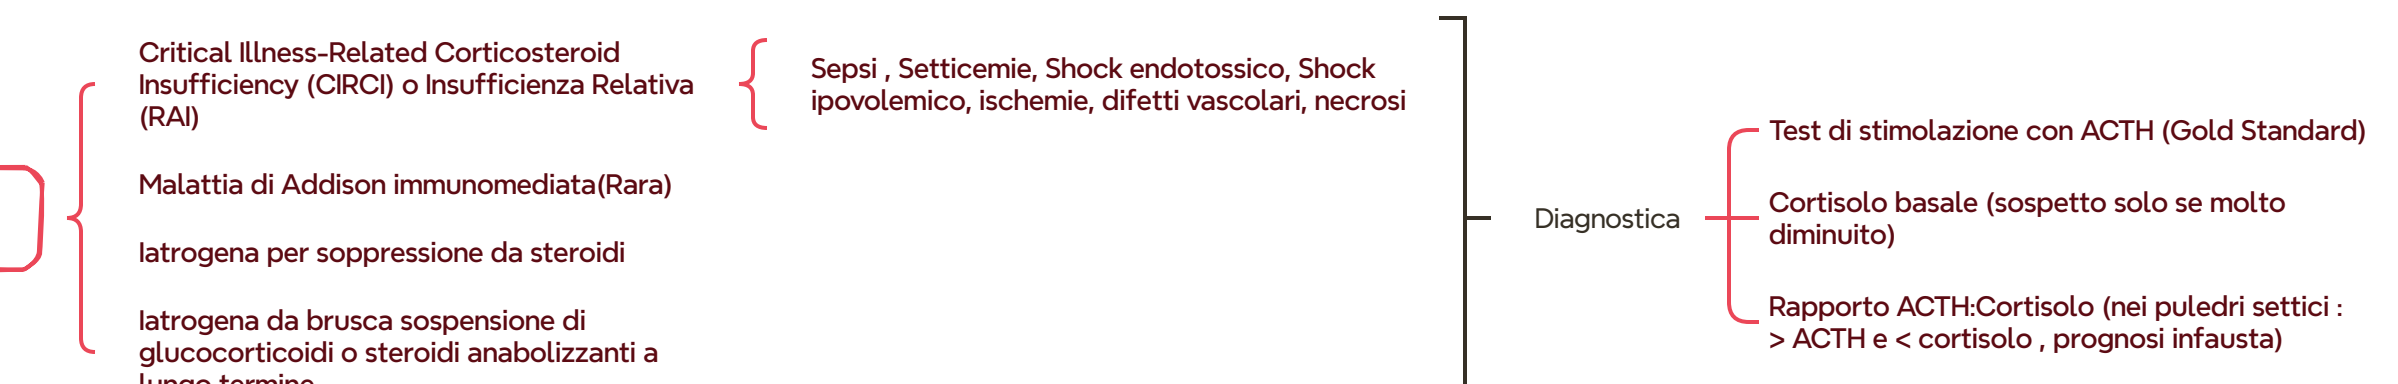 Critical Illness-Related Corticosteroid
Insufficiency (CIRCI) o Insufficienza Relativa
(RAI)
Sepsi , Setticemie, Shock endotossico, Shock
ipovolemico, ischemie, difetti vascolari, necrosi
Malattia di Addison immunomediata(Rara)
Iatrogena per soppressione da steroidi
Iatrogena da brusca sospensione di
glucocorticoidi o steroidi anabolizzanti a
lungo termine
Diagnostica
Test di stimolazione con ACTH (Gold Standard)
Cortisolo basale (sospetto solo se molto
diminuito)
Rapporto ACTH:Cortisolo (nei puledri settici :
> ACTH e < cortisolo , prognosi infausta)